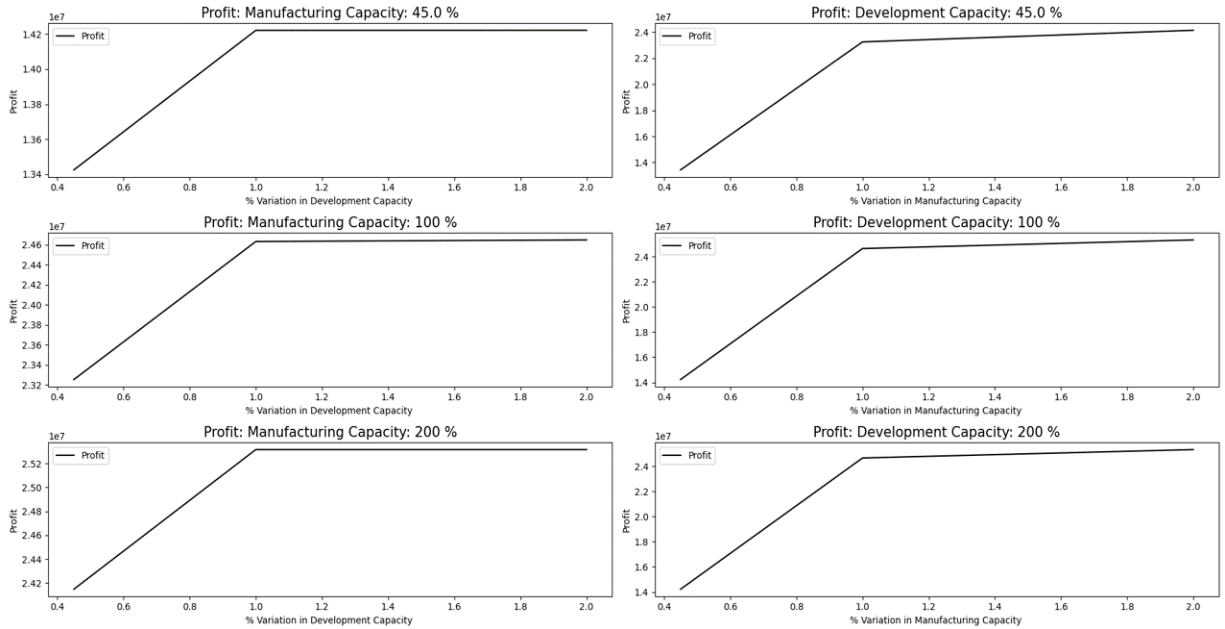 Profit: Manufacturing Capacity: 45.0 %
1e7
Profit
1.42
1.40
1.38
1.36
1.34
Profit
0.4 0.6 0.8 1.0 1.2 1.4 1.6 1.8 2.0
% Variation in Development Capacity
Profit: Development Capacity: 45.0 %
1e7
Profit
2.4
2.2
2.0
1.8
1.6
1.4
Profit
0.4 0.6 0.8 1.0 1.2 1.4 1.6 1.8 2.0
% Variation in Manufacturing Capacity
Profit: Manufacturing Capacity: 100 %
1e7
Profit
2.46
2.44
2.42
2.40
2.38
2.36
2.34
2.32
Profit
0.4 0.6 0.8 1.0 1.2 1.4 1.6 1.8 2.0
% Variation in Development Capacity
Profit: Development Capacity: 100 %
1e7
Profit
2.4
2.2
2.0
1.8
1.6
1.4
Profit
0.4 0.6 0.8 1.0 1.2 1.4 1.6 1.8 2.0
% Variation in Manufacturing Capacity
Profit: Manufacturing Capacity: 200 %
1e7
Profit
2.52
2.50
2.48
2.46
2.44
2.42
Profit
0.4 0.6 0.8 1.0 1.2 1.4 1.6 1.8 2.0
% Variation in Development Capacity
Profit: Development Capacity: 200 %
1e7
Profit
2.4
2.2
2.0
1.8
1.6
1.4
Profit
0.4 0.6 0.8 1.0 1.2 1.4 1.6 1.8 2.0
% Variation in Manufacturing Capacity